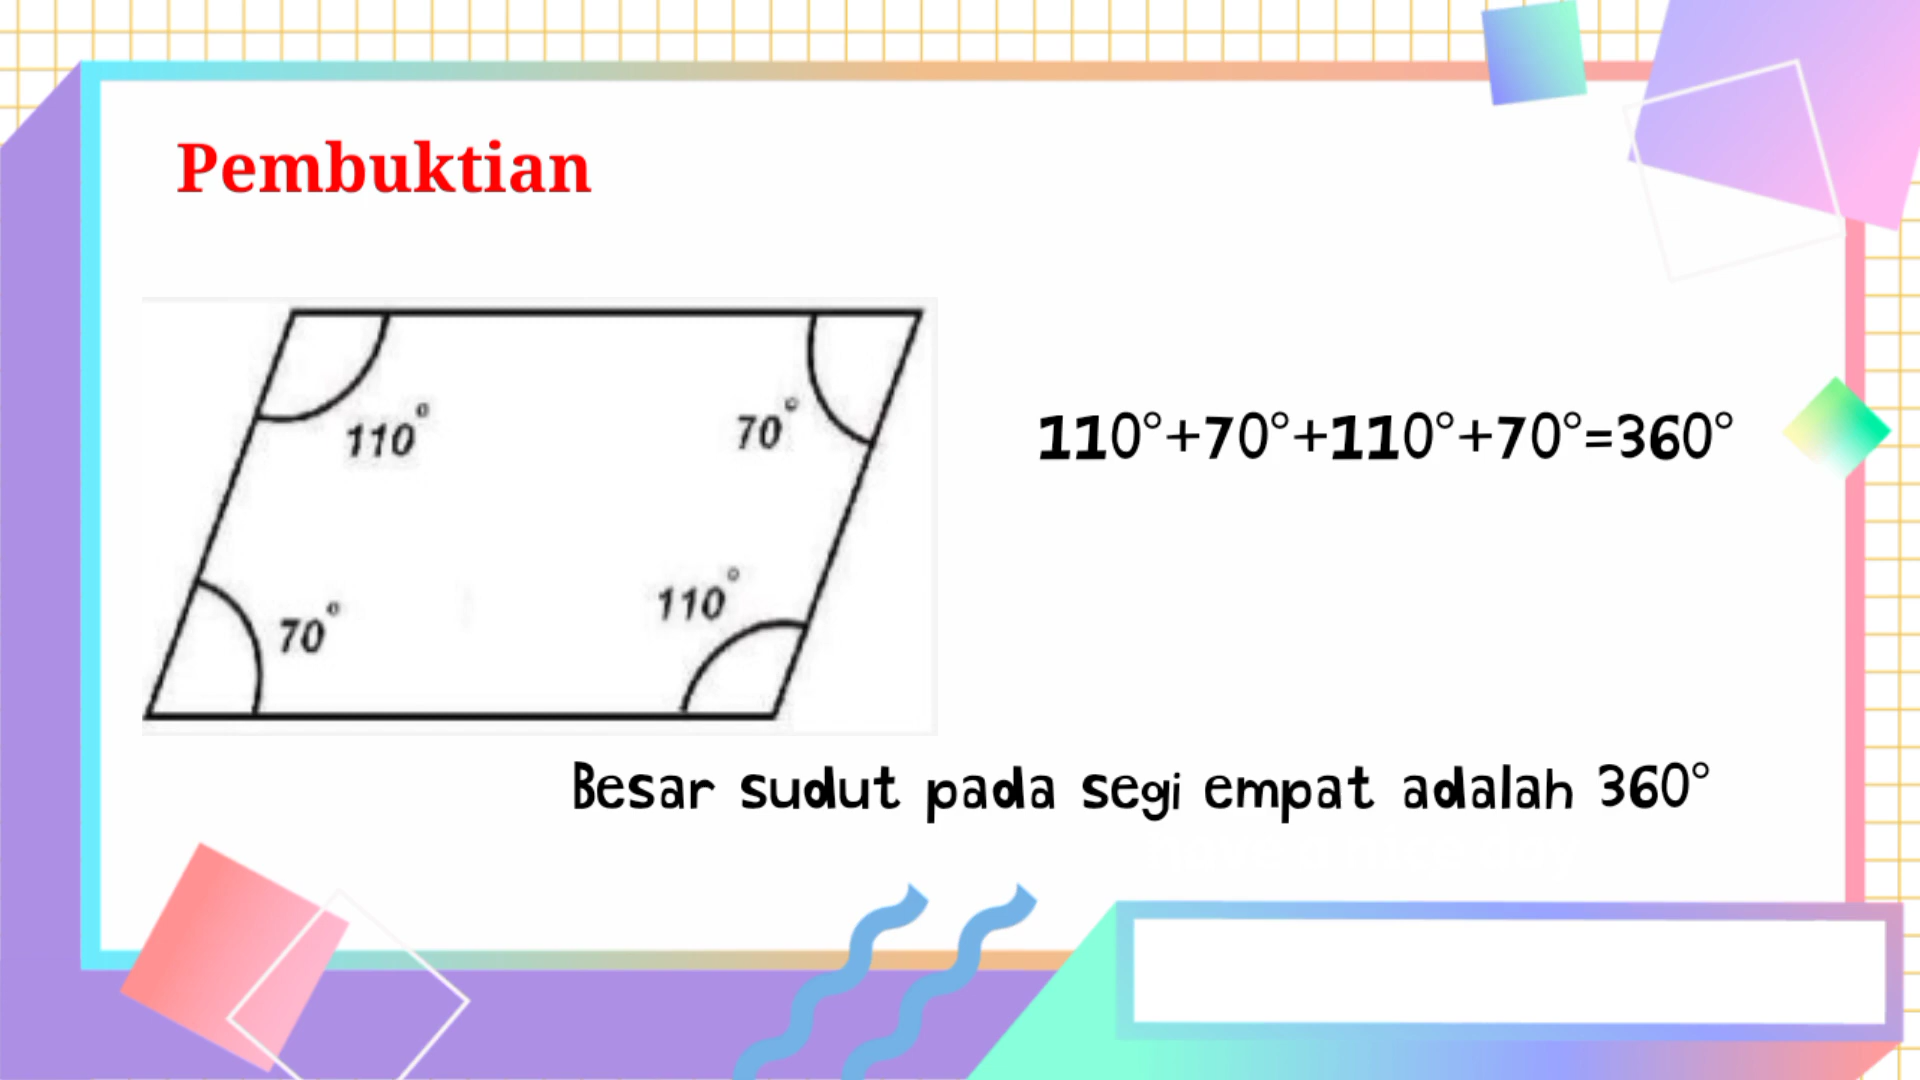 Pembuktian
110°
70°
110°+70°+110°+70°=360°
70°
110°
Besar sudut pada segi empat adalah 360°